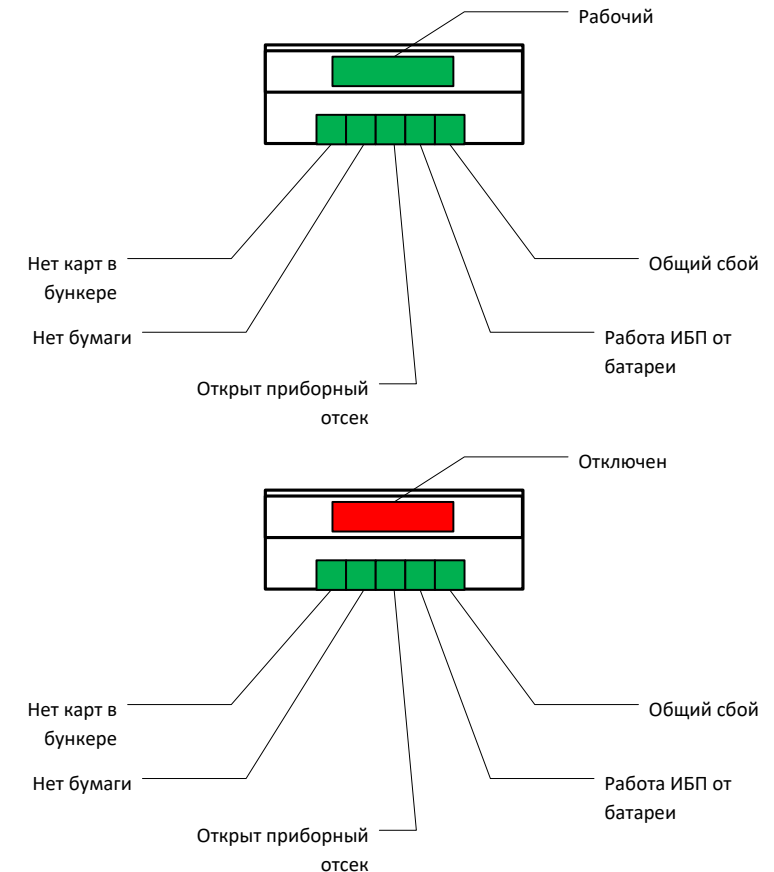 Рабочий
Нет карт в
бункере
Общий сбой
Нет бумаги
Работа ИБП от
батареи
Открыт приборный
отсек
Отключен
Нет карт в
бункере
Общий сбой
Нет бумаги
Работа ИБП от
батареи
Открыт приборный
отсек